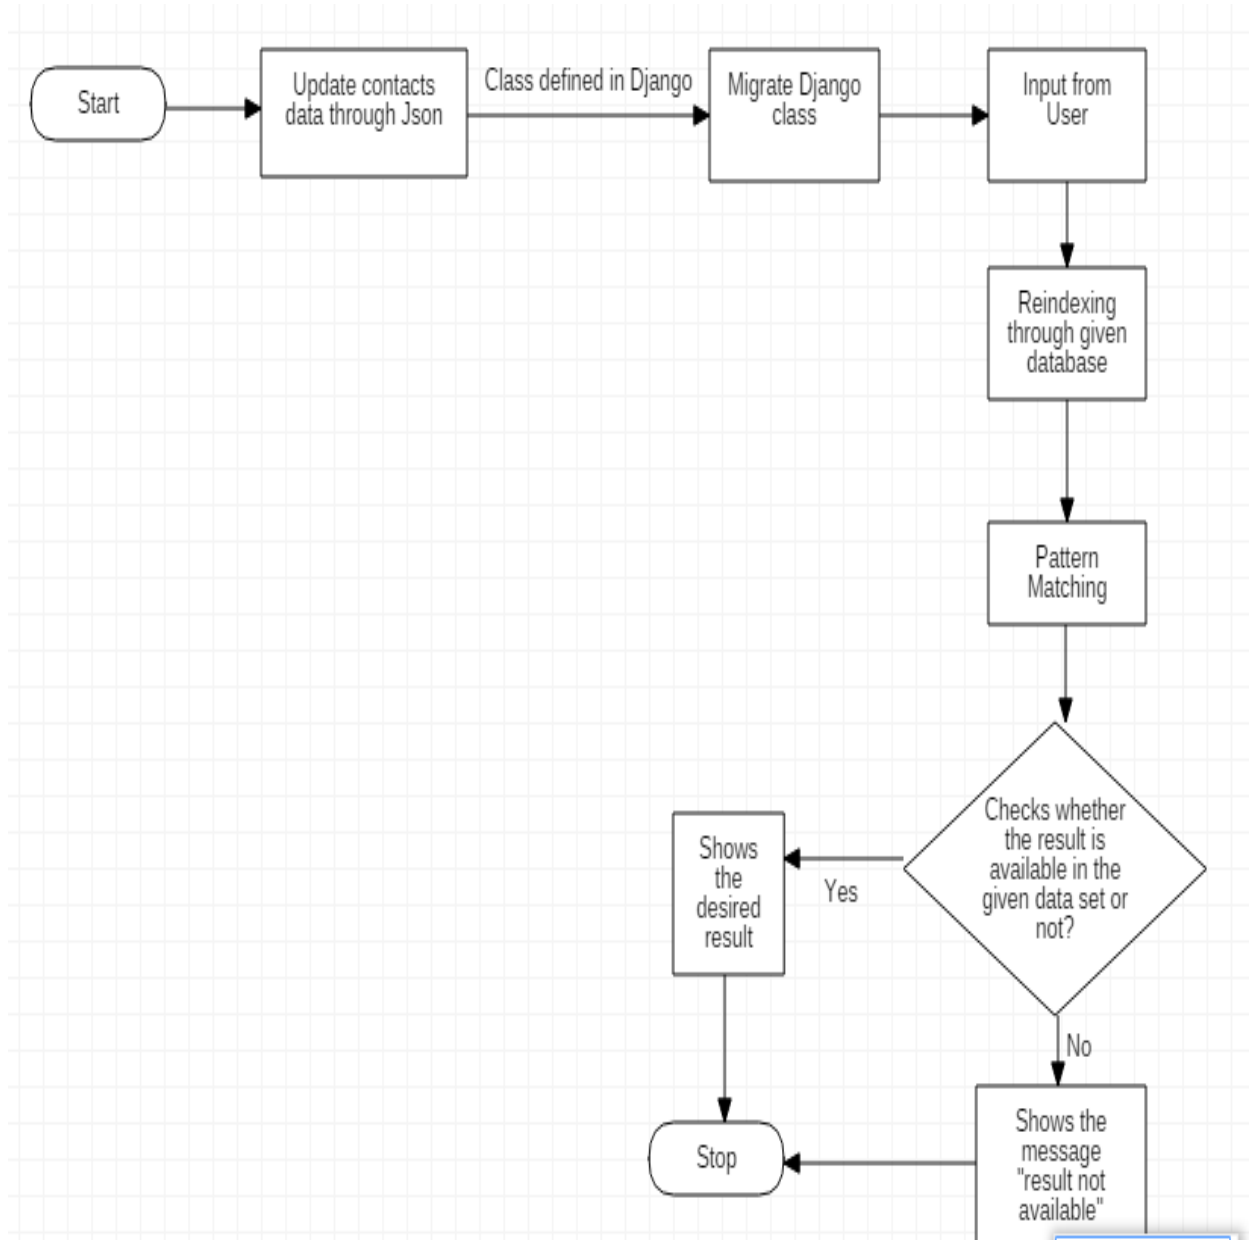 Start
Update contacts
data through Json
Class defined in Django
Migrate Django
class
Input from
User
Reindexing
through given
database
Pattern
Matching
Checks whether
the result is
available in the
given data set or
not?
Yes
Shows
the
desired
result
No
Shows the
message
"result not
available"
Stop